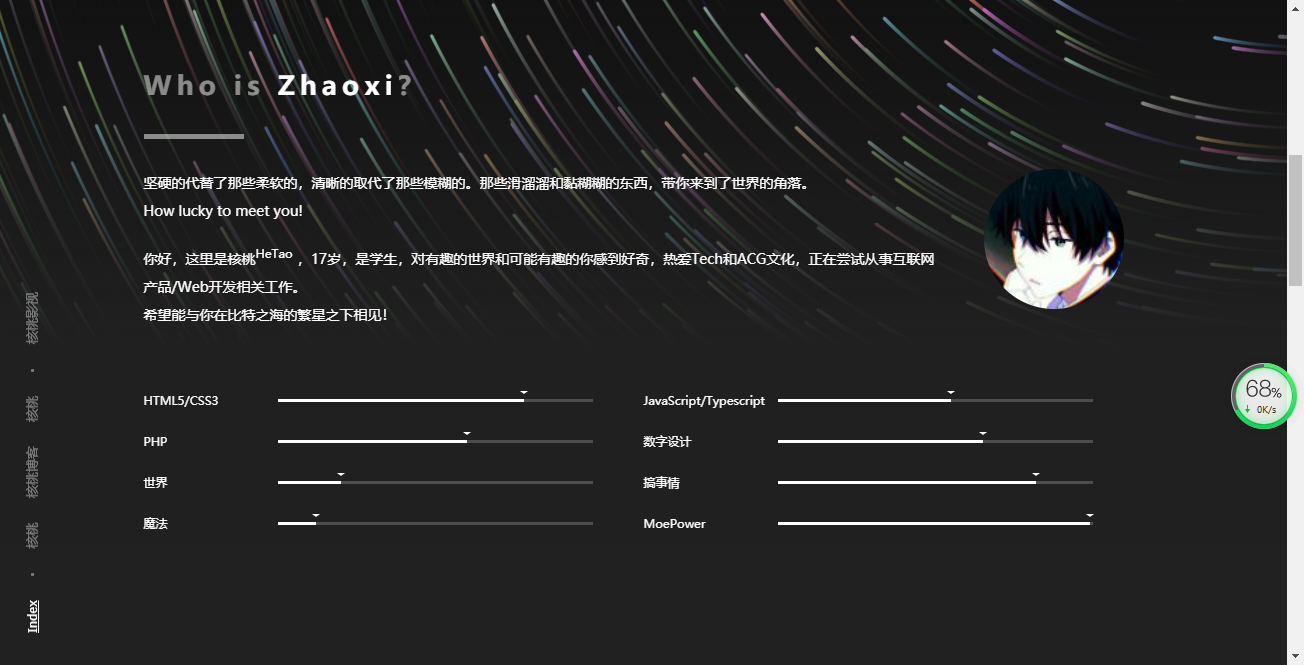 Who is Zhaoxi?
坚硬的代替了那些柔软的，清晰的取代了那些模糊的。那些滑溜溜和黏糊糊的东西，带你来到了世界的角落。
How lucky to meet you!
你好，这里是核桃HeTao ，17岁，是学生，对有趣的世界和可能有趣的你感到好奇，热爱Tech和ACG文化，正在尝试从事互联网
产品/Web开发相关工作。
希望能与你在比特之海的繁星之下相见！
HTML5/CSS3
JavaScript/Typescript
PHP
数字设计
世界
搞事情
魔法
MoePower
核桃影视
·
核桃
核桃博客
核桃
·
Index
68%
↓ 0K/s